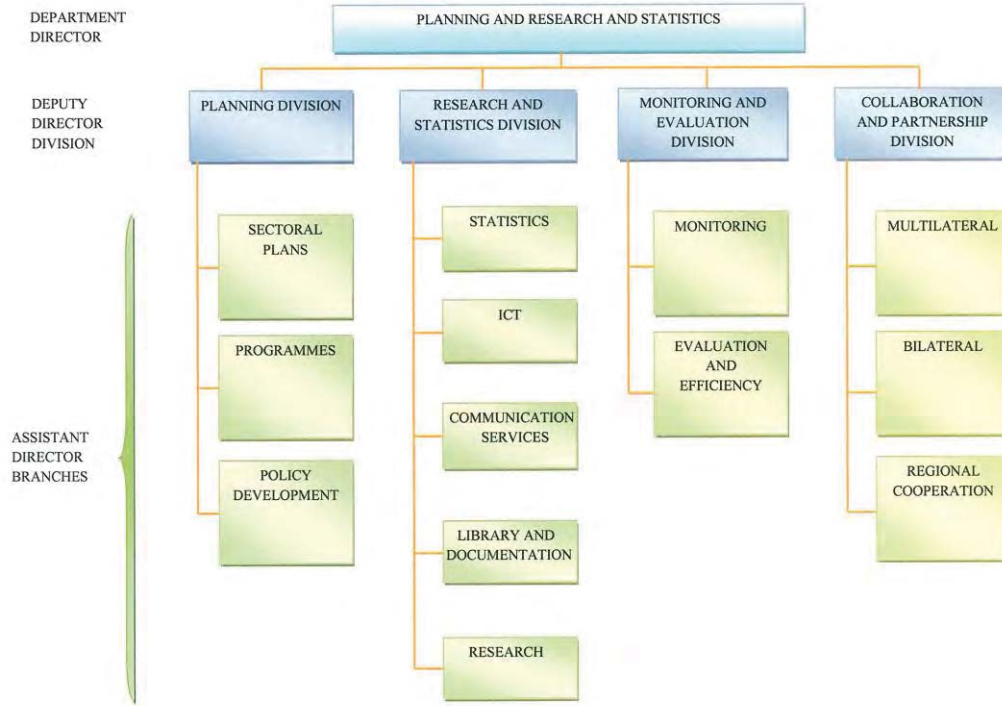 DEPARTMENT
DIRECTOR
PLANNING AND RESEARCH AND STATISTICS
DEPUTY
DIRECTOR
DIVISION
PLANNING DIVISION
RESEARCH AND
STATISTICS DIVISION
MONITORING AND
EVALUATION
DIVISION
COLLABORATION
AND PARTNERSHIP
DIVISION
ASSISTANT
DIRECTOR
BRANCHES
SECTORAL
PLANS
PROGRAMMES
POLICY
DEVELOPMENT
STATISTICS
ICT
COMMUNICATION
SERVICES
LIBRARY AND
DOCUMENTATION
RESEARCH
MONITORING
EVALUATION
AND
EFFICIENCY
MULTILATERAL
BILATERAL
REGIONAL
COOPERATION